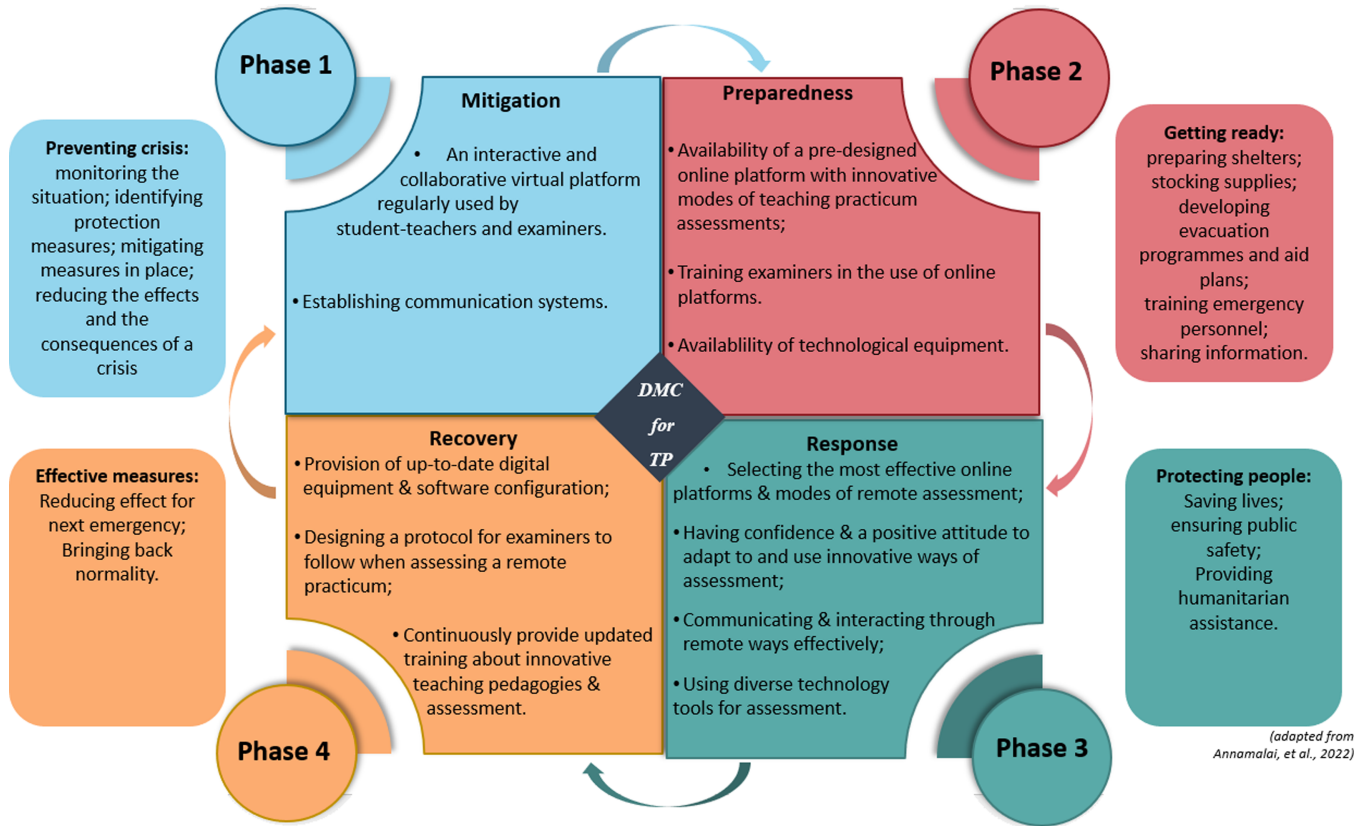 Phase 1
Preventing crisis:
monitoring the
situation; identifying
protection
measures; mitigating
measures in place;
reducing the effects
and the
consequences of a
crisis
Mitigation
• An interactive and
collaborative virtual platform
regularly used by
student-teachers and examiners.
• Establishing communication systems.
Phase 2
Preparedness
• Availability of a pre-designed
online platform with innovative
modes of teaching practicum
assessments;
• Training examiners in the use of online
platforms.
• Availablility of technological equipment.
Getting ready:
preparing shelters;
stocking supplies;
developing
evacuation
programmes and aid
plans;
training emergency
personnel;
sharing information.
DMC
for
TP
Effective measures:
Reducing effect for
next emergency;
Bringing back
normality.
Recovery
• Provision of up-to-date digital
equipment & software configuration;
• Designing a protocol for examiners to
follow when assessing a remote
practicum;
• Continuously provide updated
training about innovative
teaching pedagogies &
assessment.
Phase 4
Response
• Selecting the most effective online
platforms & modes of remote assessment;
• Having confidence & a positive attitude to
adapt to and use innovative ways of
assessment;
• Communicating & interacting through
remote ways effectively;
• Using diverse technology
tools for assessment.
Phase 3
Protecting people:
Saving lives;
ensuring public
safety;
Providing
humanitarian
assistance.
(adapted from
Annamalai, et al., 2022)